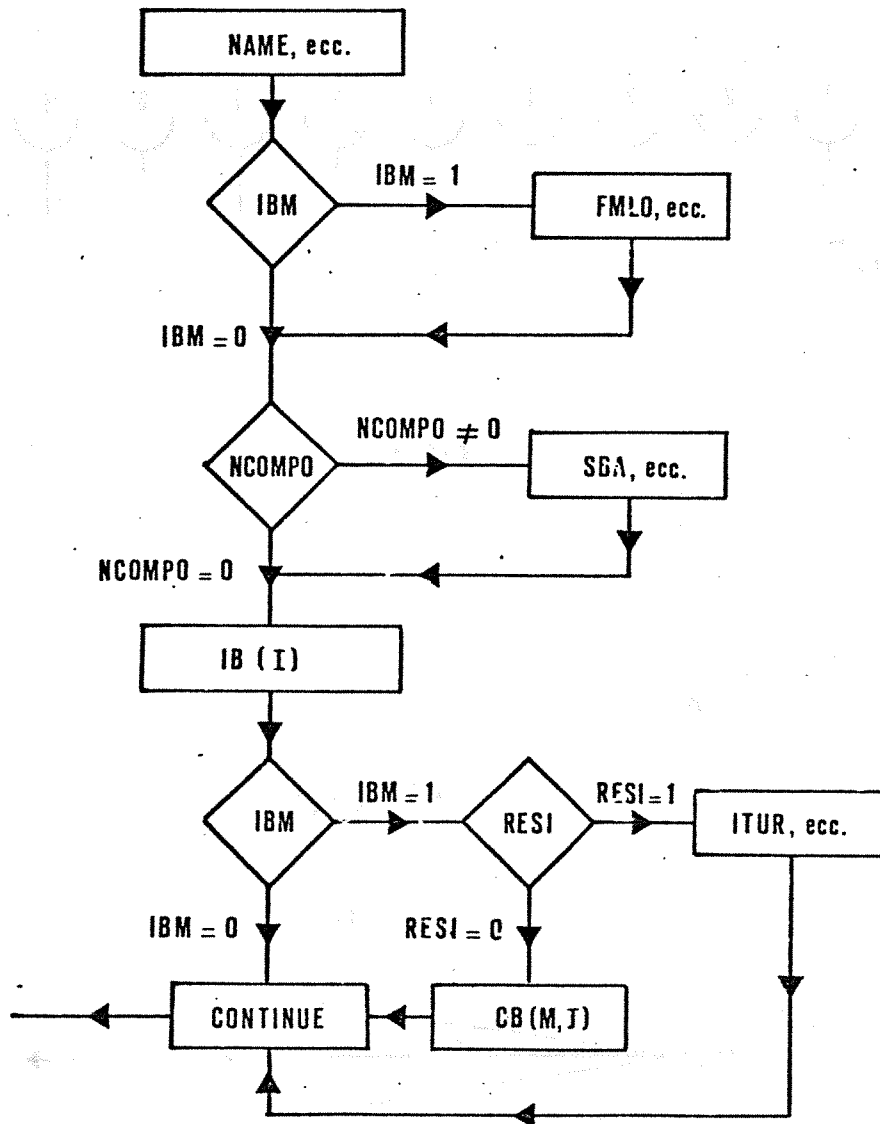 NAME, ecc.
IBM
IBM = 1
FMLO, ecc.
IBM = 0
NCOMPO
NCOMPO ≠ 0
SGA, ecc.
NCOMPO = 0
IB (I)
IBM
IBM = 1
RESI
RESI = 1
ITUR, ecc.
IBM = 0
RESI = 0
CONTINUE
CB (M, J)